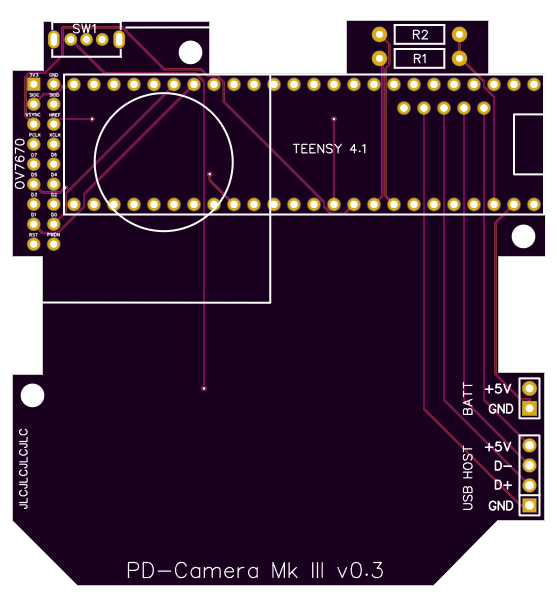 SW1
R2
R1
3V3 GND
SIOC SIOD
VSYNC HREF
PCLK XCLK
D7 D6
D5 D4
D3 D2
D1 D0
RST PWDN
OV7670
TEENSY 4.1
BATT
+5V
GND
USB HOST
+5V
D-
D+
GND
JLCJLCJLCJLC
PD-Camera Mk III v0.3